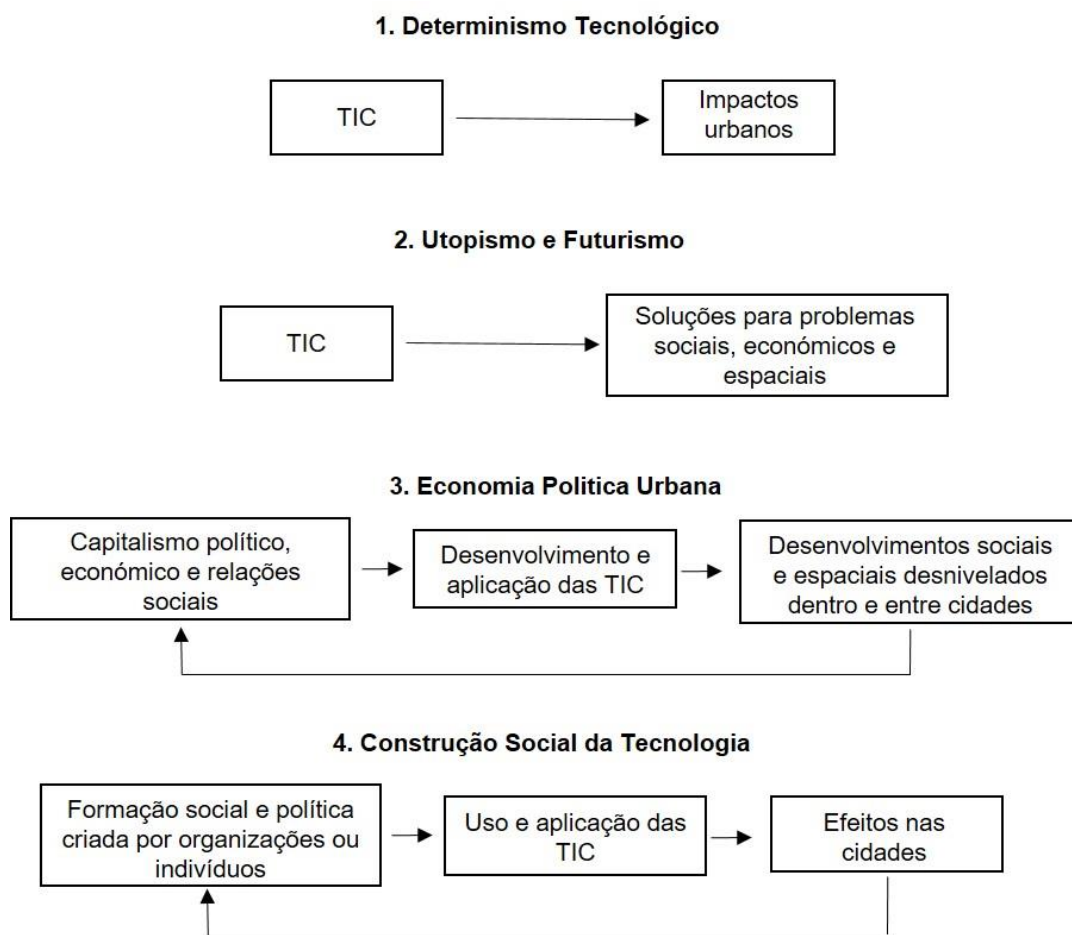 1. Determinismo Tecnológico
TIC
Impactos
urbanos
2. Utopismo e Futurismo
TIC
Soluções para problemas
sociais, económicos e
espaciais
3. Economia Politica Urbana
Capitalismo político,
económico e relações
sociais
Desenvolvimento e
aplicação das TIC
Desenvolvimentos sociais
e espaciais desnivelados
dentro e entre cidades
4. Construção Social da Tecnologia
Formação social e política
criada por organizações ou
indivíduos
Uso e aplicação das
TIC
Efeitos nas
cidades